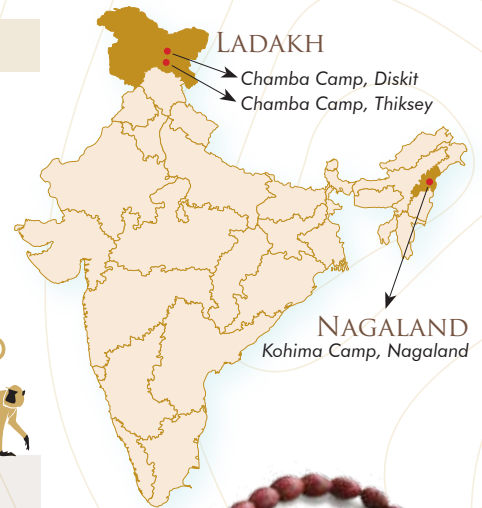 LADAKH
Chamba Camp, Diskit
Chamba Camp, Thiksey
NAGALAND
Kohima Camp, Nagaland